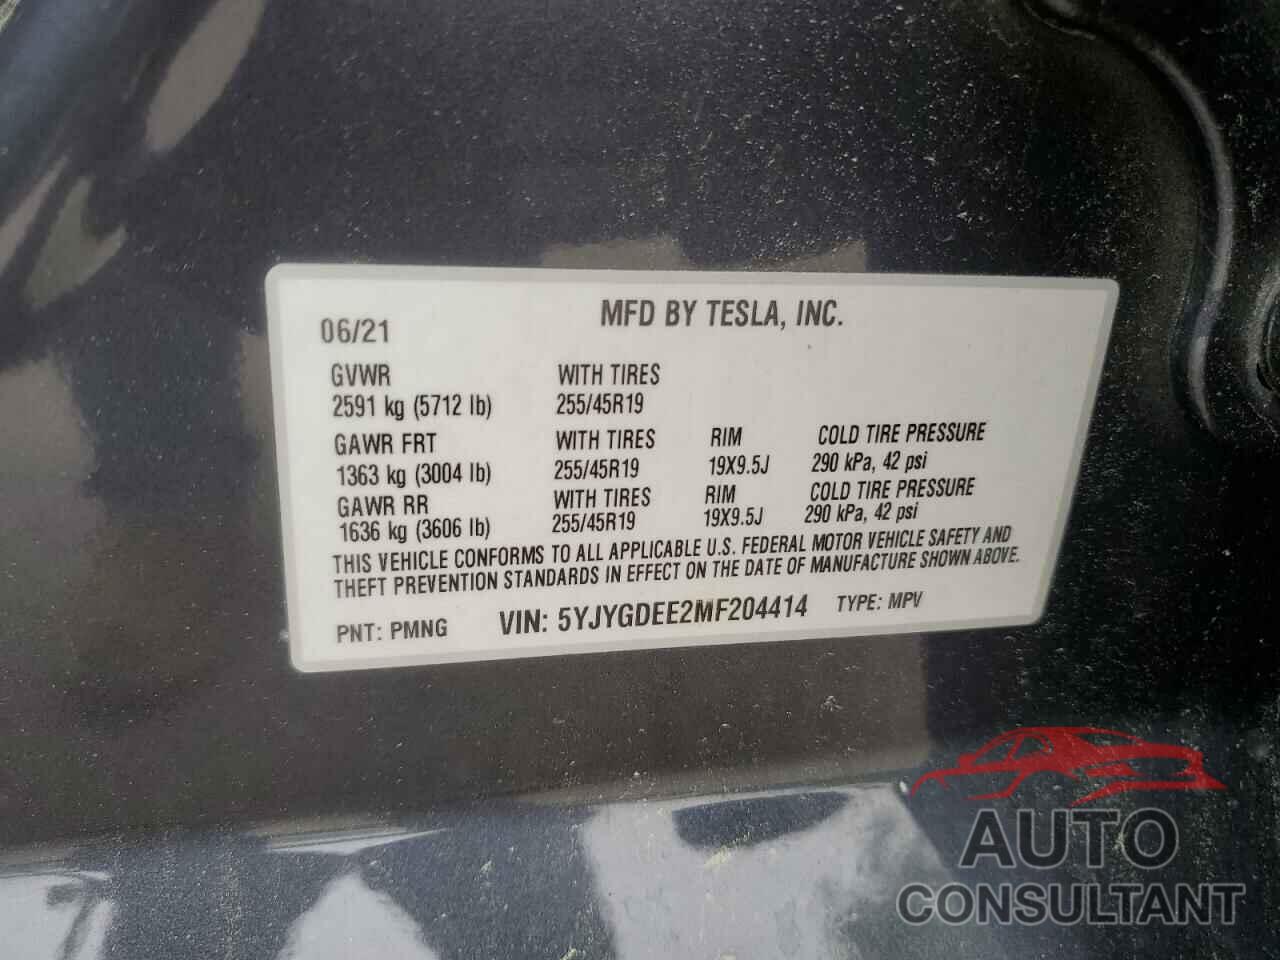 MFD BY TESLA, INC.
06/21
GVWR WITH TIRES
2591 kg (5712 lb) 255/45R19
GAWR FRT WITH TIRES RIM COLD TIRE PRESSURE
1363 kg (3004 lb) 255/45R19 19X9.5J 290 kPa, 42 psi
GAWR RR WITH TIRES RIM COLD TIRE PRESSURE
1636 kg (3606 lb) 255/45R19 19X9.5J 290 kPa, 42 psi
THIS VEHICLE CONFORMS TO ALL APPLICABLE U.S. FEDERAL MOTOR VEHICLE SAFETY AND
THEFT PREVENTION STANDARDS IN EFFECT ON THE DATE OF MANUFACTURE SHOWN ABOVE.
PNT: PMNG VIN: 5YJYGDEE2MF204414 TYPE: MPV
AUTO
CONSULTANT